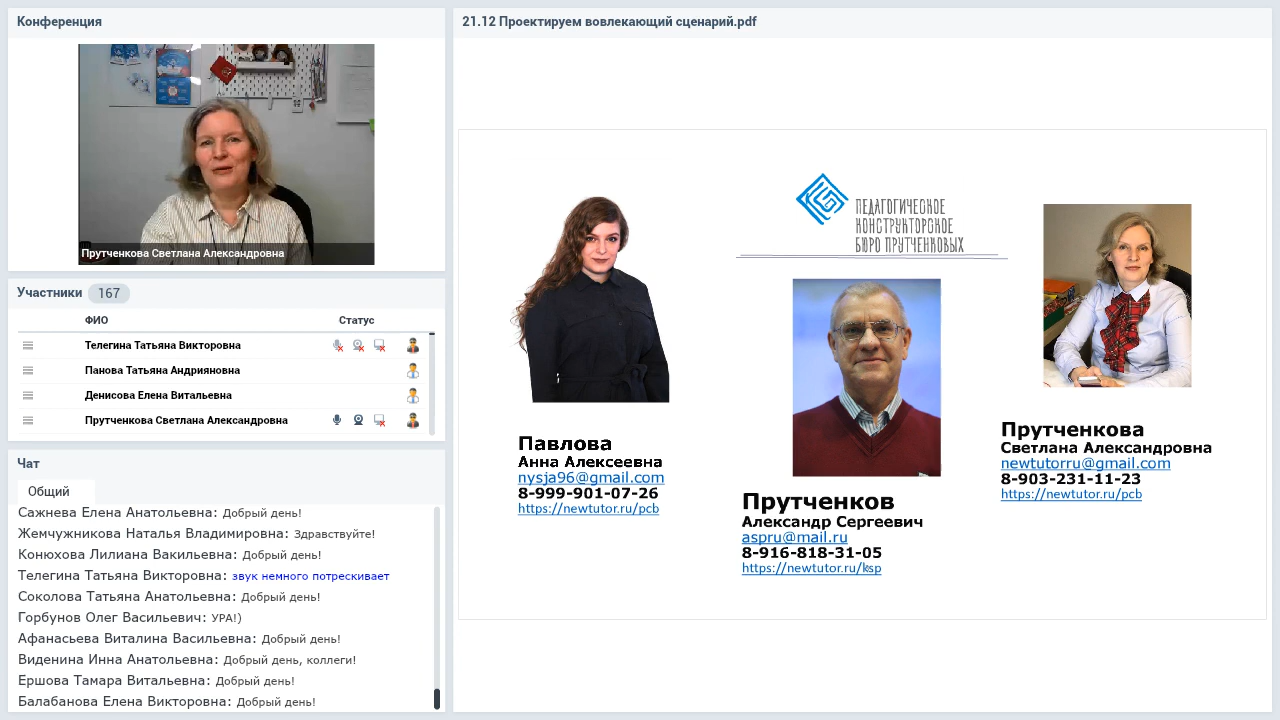 Конференция
Прутченкова Светлана Александровна
Участники 167
ФИО Статус
Телегина Татьяна Викторовна
Панова Татьяна Андрияновна
Денисова Елена Витальевна
Прутченкова Светлана Александровна
Чат
Общий
Сажнева Елена Анатольевна: Добрый день!
Жемчужникова Наталья Владимировна: Здравствуйте!
Конюхова Лилиана Вакильевна: Добрый день!
Телегина Татьяна Викторовна: звук немного потрескивает
Соколова Татьяна Анатольевна: Добрый день!
Горбунов Олег Васильевич: УРА!)
Афанасьева Виталина Васильевна: Добрый день!
Виденина Инна Анатольевна: Добрый день, коллеги!
Ершова Тамара Витальевна: Добрый день!
Балабанова Елена Викторовна: Добрый день!
21.12 Проектируем вовлекающий сценарий.pdf
ПЕДАГОГИЧЕСКОЕ
КОНСТРУКТОРСКОЕ
БЮРО ПРУТЧЕНКОВЫХ
Павлова
Анна Алексеевна
nysja96@gmail.com
8-999-901-07-26
https://newtutor.ru/pcb
Прутченков
Александр Сергеевич
aspru@mail.ru
8-916-818-31-05
https://newtutor.ru/ksp
Прутченкова
Светлана Александровна
newtutorru@gmail.com
8-903-231-11-23
https://newtutor.ru/pcb